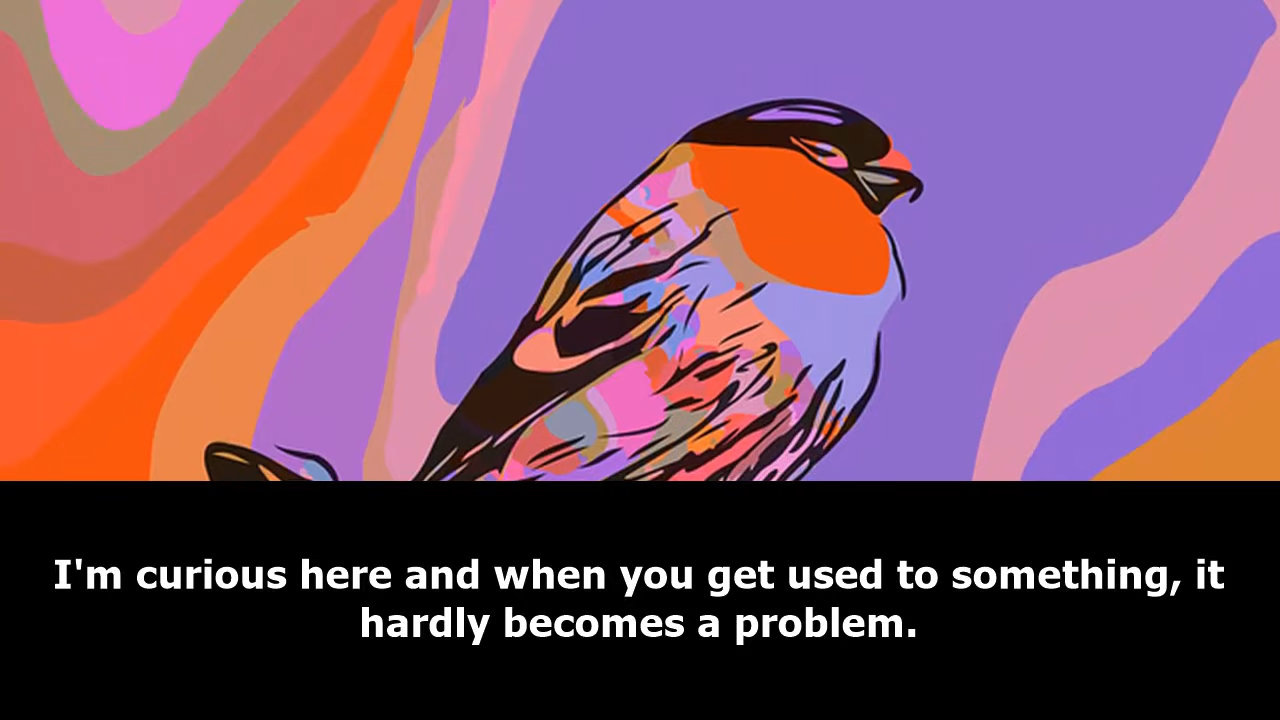 I'm curious here and when you get used to something, it
hardly becomes a problem.